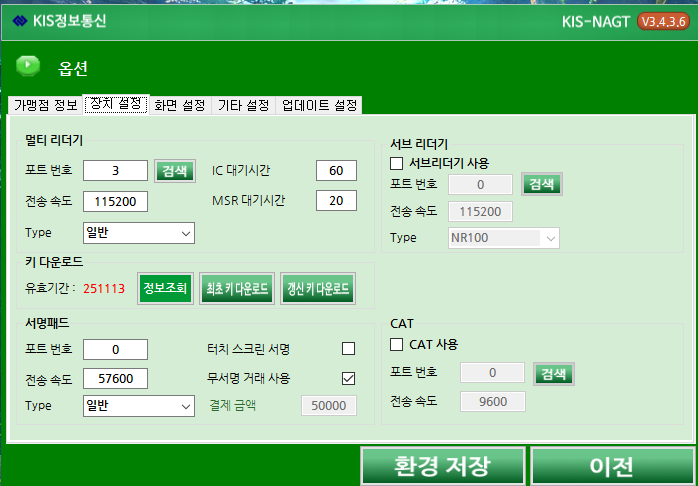 KIS정보통신
KIS-NAGT V3,4,3,6
옵션
가맹점 정보 장치 설정 화면 설정 기타 설정 업데이트 설정
멀티 리더기
포트 번호 3 검색 IC 대기시간 60
전송 속도 115200 MSR 대기시간 20
Type 일반
서브 리더기
서브리더기 사용
포트 번호 0 검색
전송 속도 115200
Type NR100
키 다운로드
유효기간 : 251113 정보조회 최초 키 다운로드 갱신 키 다운로드
서명패드
포트 번호 0 터치 스크린 서명
전송 속도 57600 무서명 거래 사용
Type 일반 결제 금액 50000
CAT
CAT 사용
포트 번호 0 검색
전송 속도 9600
환경 저장 이전